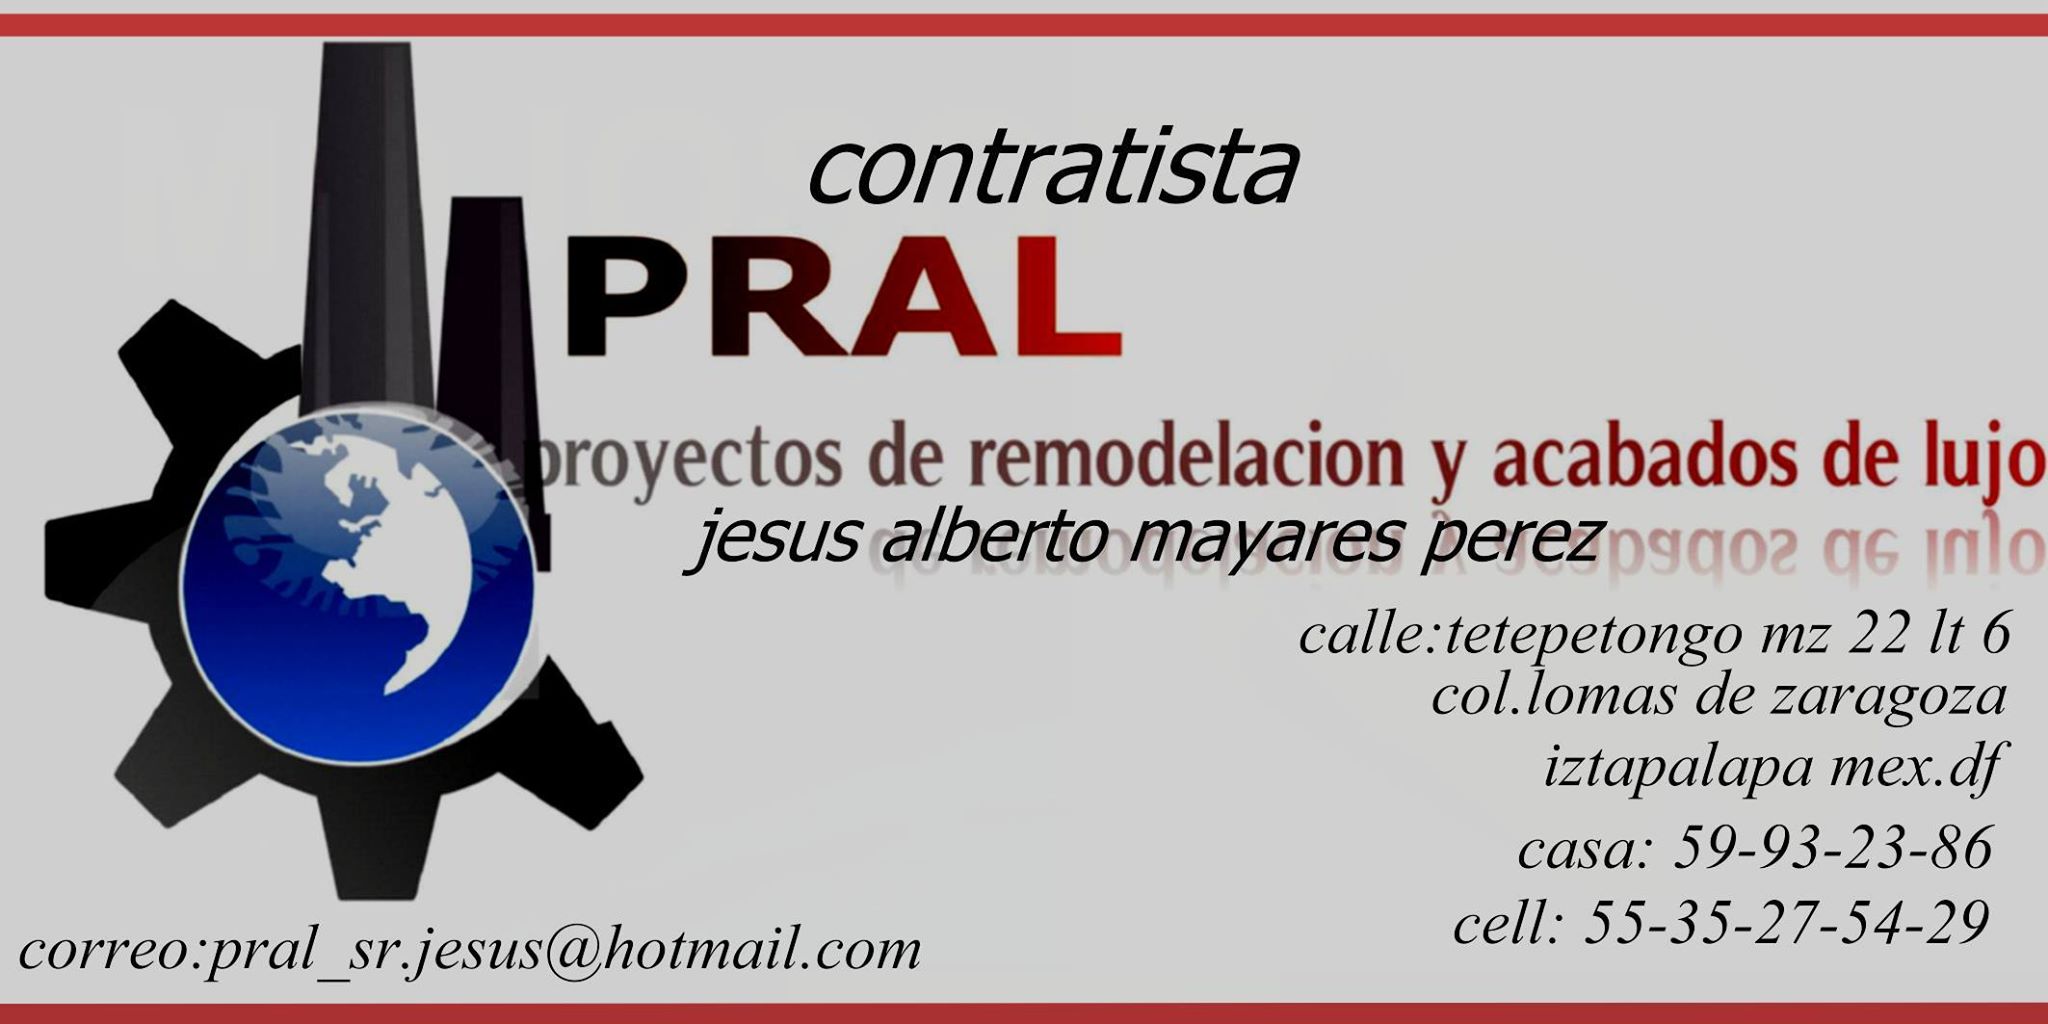 contratista
PRAL
proyectos de remodelacion y acabados de lujo
jesus alberto mayares perez
calle:tetepetongo mz 22 lt 6
col.lomas de zaragoza
iztapalapa mex.df
casa: 59-93-23-86
cell: 55-35-27-54-29
correo:pral_sr.jesus@hotmail.com